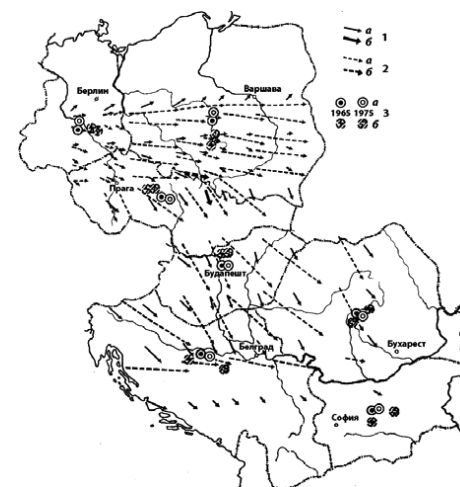 а 1
б
а 2
б
а
1965 1975 3
б
Берлин
Варшава
Прага
Будапешт
Белград
Бухарест
София